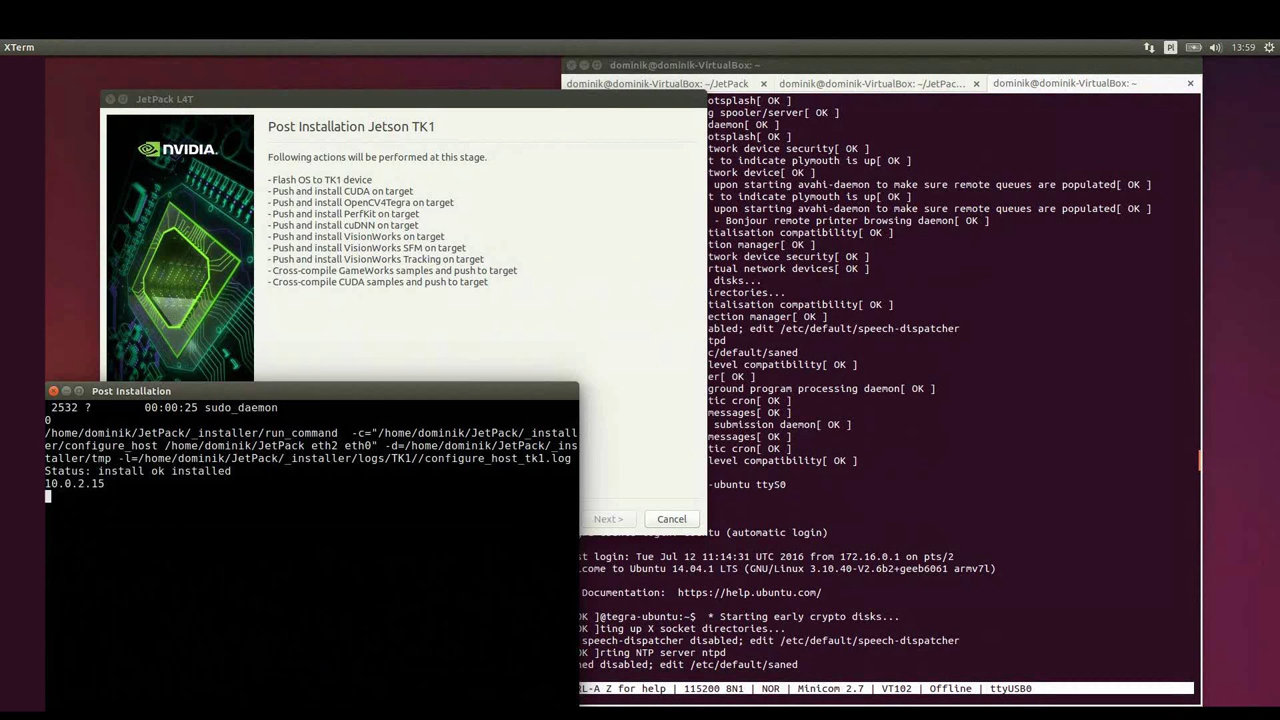 XTerm
Pl
13:59
dominik@dominik-VirtualBox: ~
dominik@dominik-VirtualBox: ~/JetPack
dominik@dominik-VirtualBox: ~/JetPac...
dominik@dominik-VirtualBox: ~
JetPack L4T
NVIDIA.
Post Installation Jetson TK1
Following actions will be performed at this stage.
- Flash OS to TK1 device
- Push and install CUDA on target
- Push and install OpenCV4Tegra on target
- Push and install PerfKit on target
- Push and install cuDNN on target
- Push and install VisionWorks on target
- Push and install VisionWorks SFM on target
- Push and install VisionWorks Tracking on target
- Cross-compile GameWorks samples and push to target
- Cross-compile CUDA samples and push to target
Next >
Cancel
Post Installation
2532 ? 00:00:25 sudo_daemon
0
/home/dominik/JetPack/_installer/run_command -c="/home/dominik/JetPack/_install
er/configure_host /home/dominik/JetPack eth2 eth0" -d=/home/dominik/JetPack/_ins
taller/tmp -l=/home/dominik/JetPack/_installer/logs/TK1//configure_host_tk1.log
Status: install ok installed
10.0.2.15
otsplash[ OK ]
g spooler/server[ OK ]
daemon[ OK ]
otsplash[ OK ]
twork device security[ OK ]
t to indicate plymouth is up[ OK ]
twork device[ OK ]
upon starting avahi-daemon to make sure remote queues are populated[ OK ]
t to indicate plymouth is up[ OK ]
upon starting avahi-daemon to make sure remote queues are populated[ OK ]
- Bonjour remote printer browsing daemon[ OK ]
ialisation compatibility[ OK ]
tion manager[ OK ]
twork device security[ OK ]
rtual network devices[ OK ]
disks...
irectories...
ialisation compatibility[ OK ]
ection manager[ OK ]
abled; edit /etc/default/speech-dispatcher
tpd
c/default/saned
level compatibility[ OK ]
er[ OK ]
ground program processing daemon[ OK ]
tic cron[ OK ]
messages[ OK ]
submission daemon[ OK ]
messages[ OK ]
tic cron[ OK ]
level compatibility[ OK ]
-ubuntu ttyS0
(automatic login)
st login: Tue Jul 12 11:14:31 UTC 2016 from 172.16.0.1 on pts/2
lcome to Ubuntu 14.04.1 LTS (GNU/Linux 3.10.40-V2.6b2+geeb6061 armv7l)
Documentation: https://help.ubuntu.com/
OK ]@tegra-ubuntu:~$ * Starting early crypto disks...
OK ]ting up X socket directories...
speech-dispatcher disabled; edit /etc/default/speech-dispatcher
OK ]rting NTP server ntpd
ned disabled; edit /etc/default/saned
RL-A Z for help | 115200 8N1 | NOR | Minicom 2.7 | VT102 | Offline | ttyUSB0